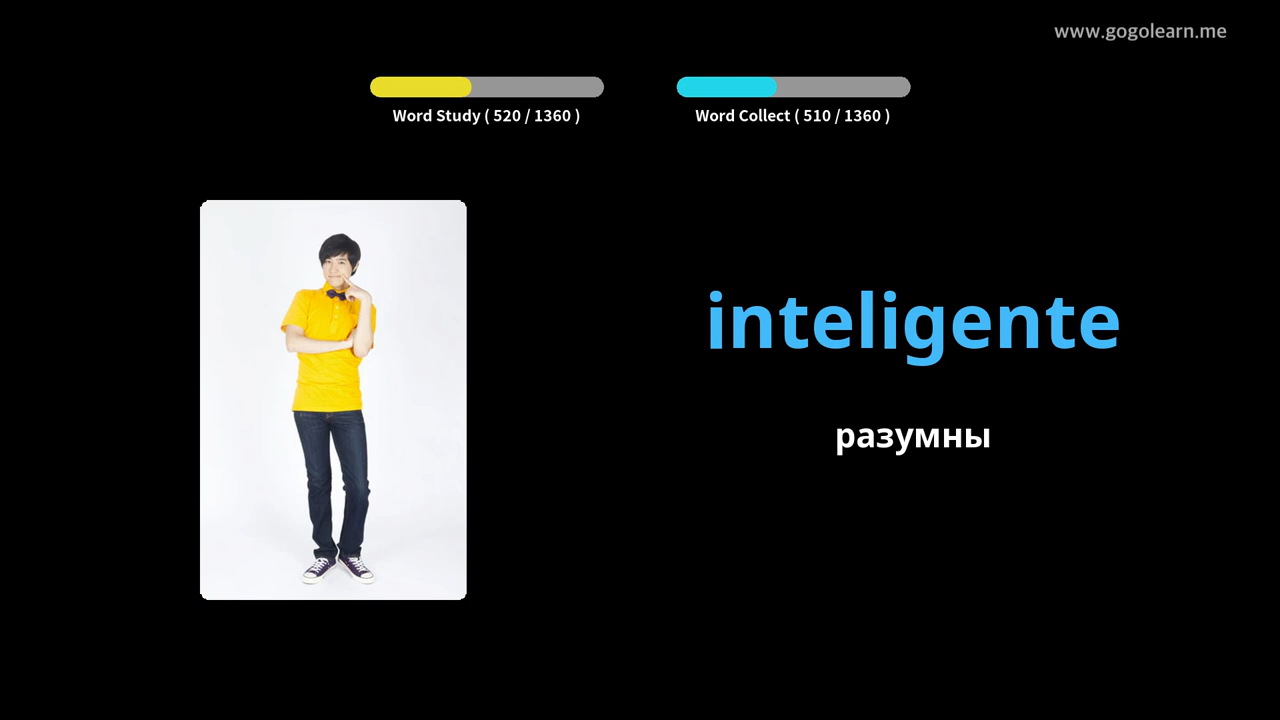 www.gogolearn.me
Word Study ( 520 / 1360 )
Word Collect ( 510 / 1360 )
inteligente
разумны